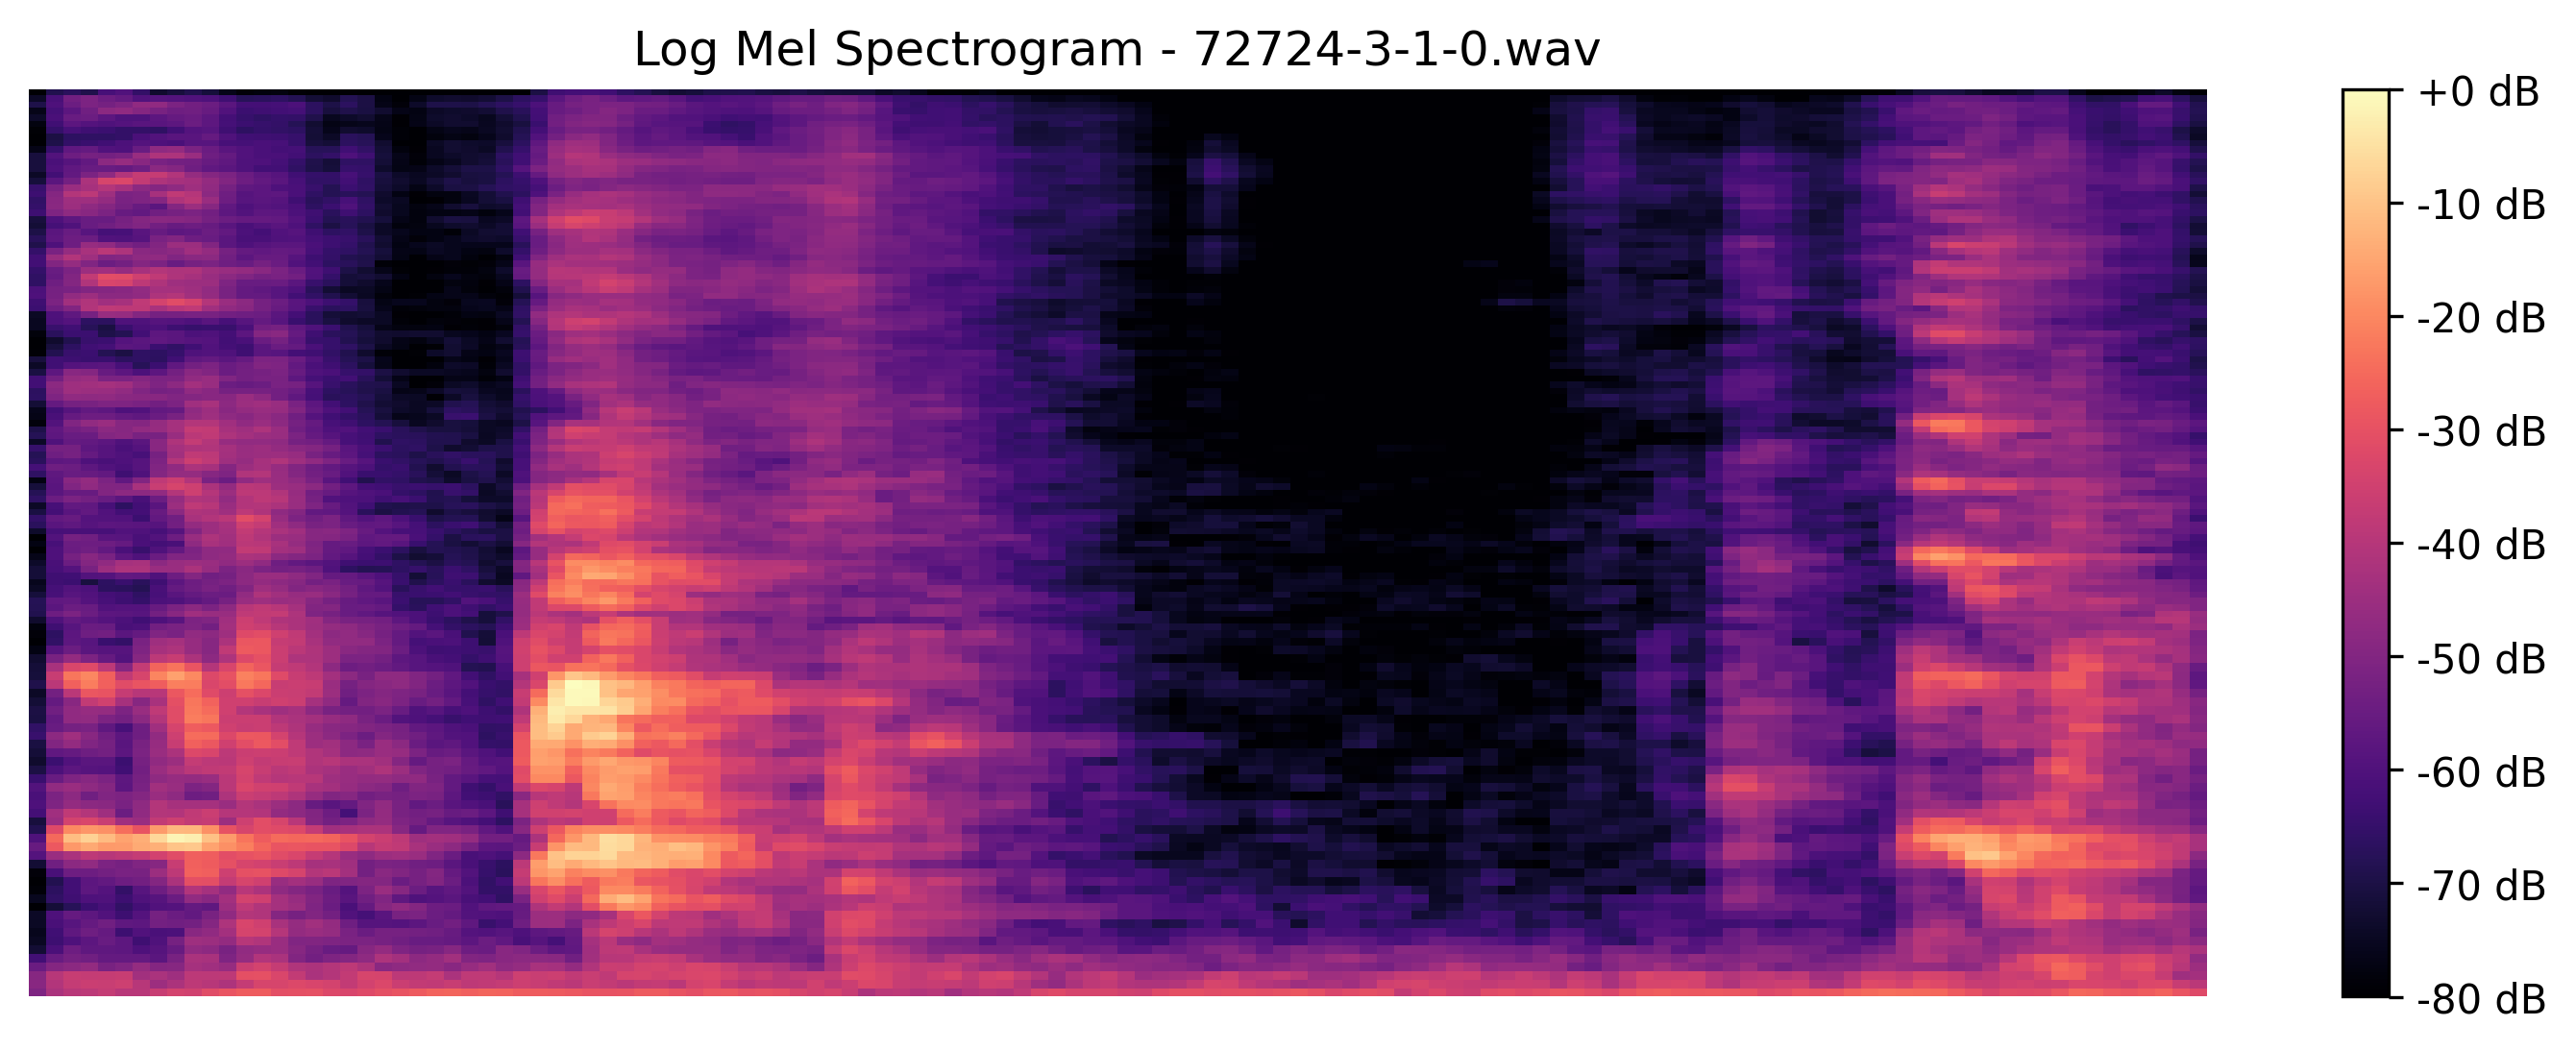 Log Mel Spectrogram - 72724-3-1-0.wav
+0 dB
-10 dB
-20 dB
-30 dB
-40 dB
-50 dB
-60 dB
-70 dB
-80 dB